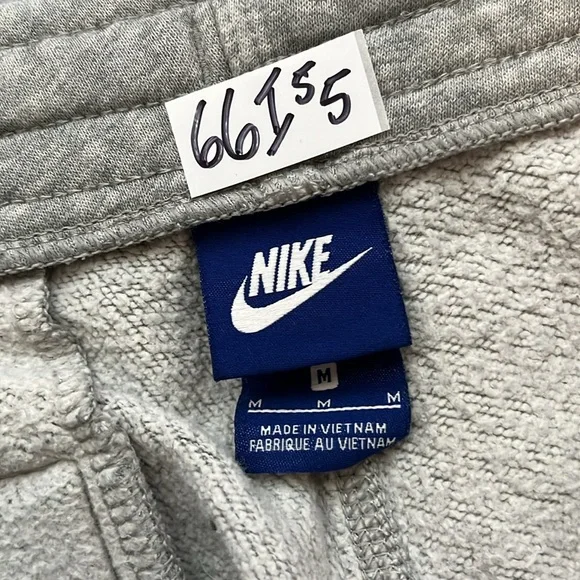 661,55
NIKE
M
M M M
MADE IN VIETNAM
FABRIQUE AU VIETNAM